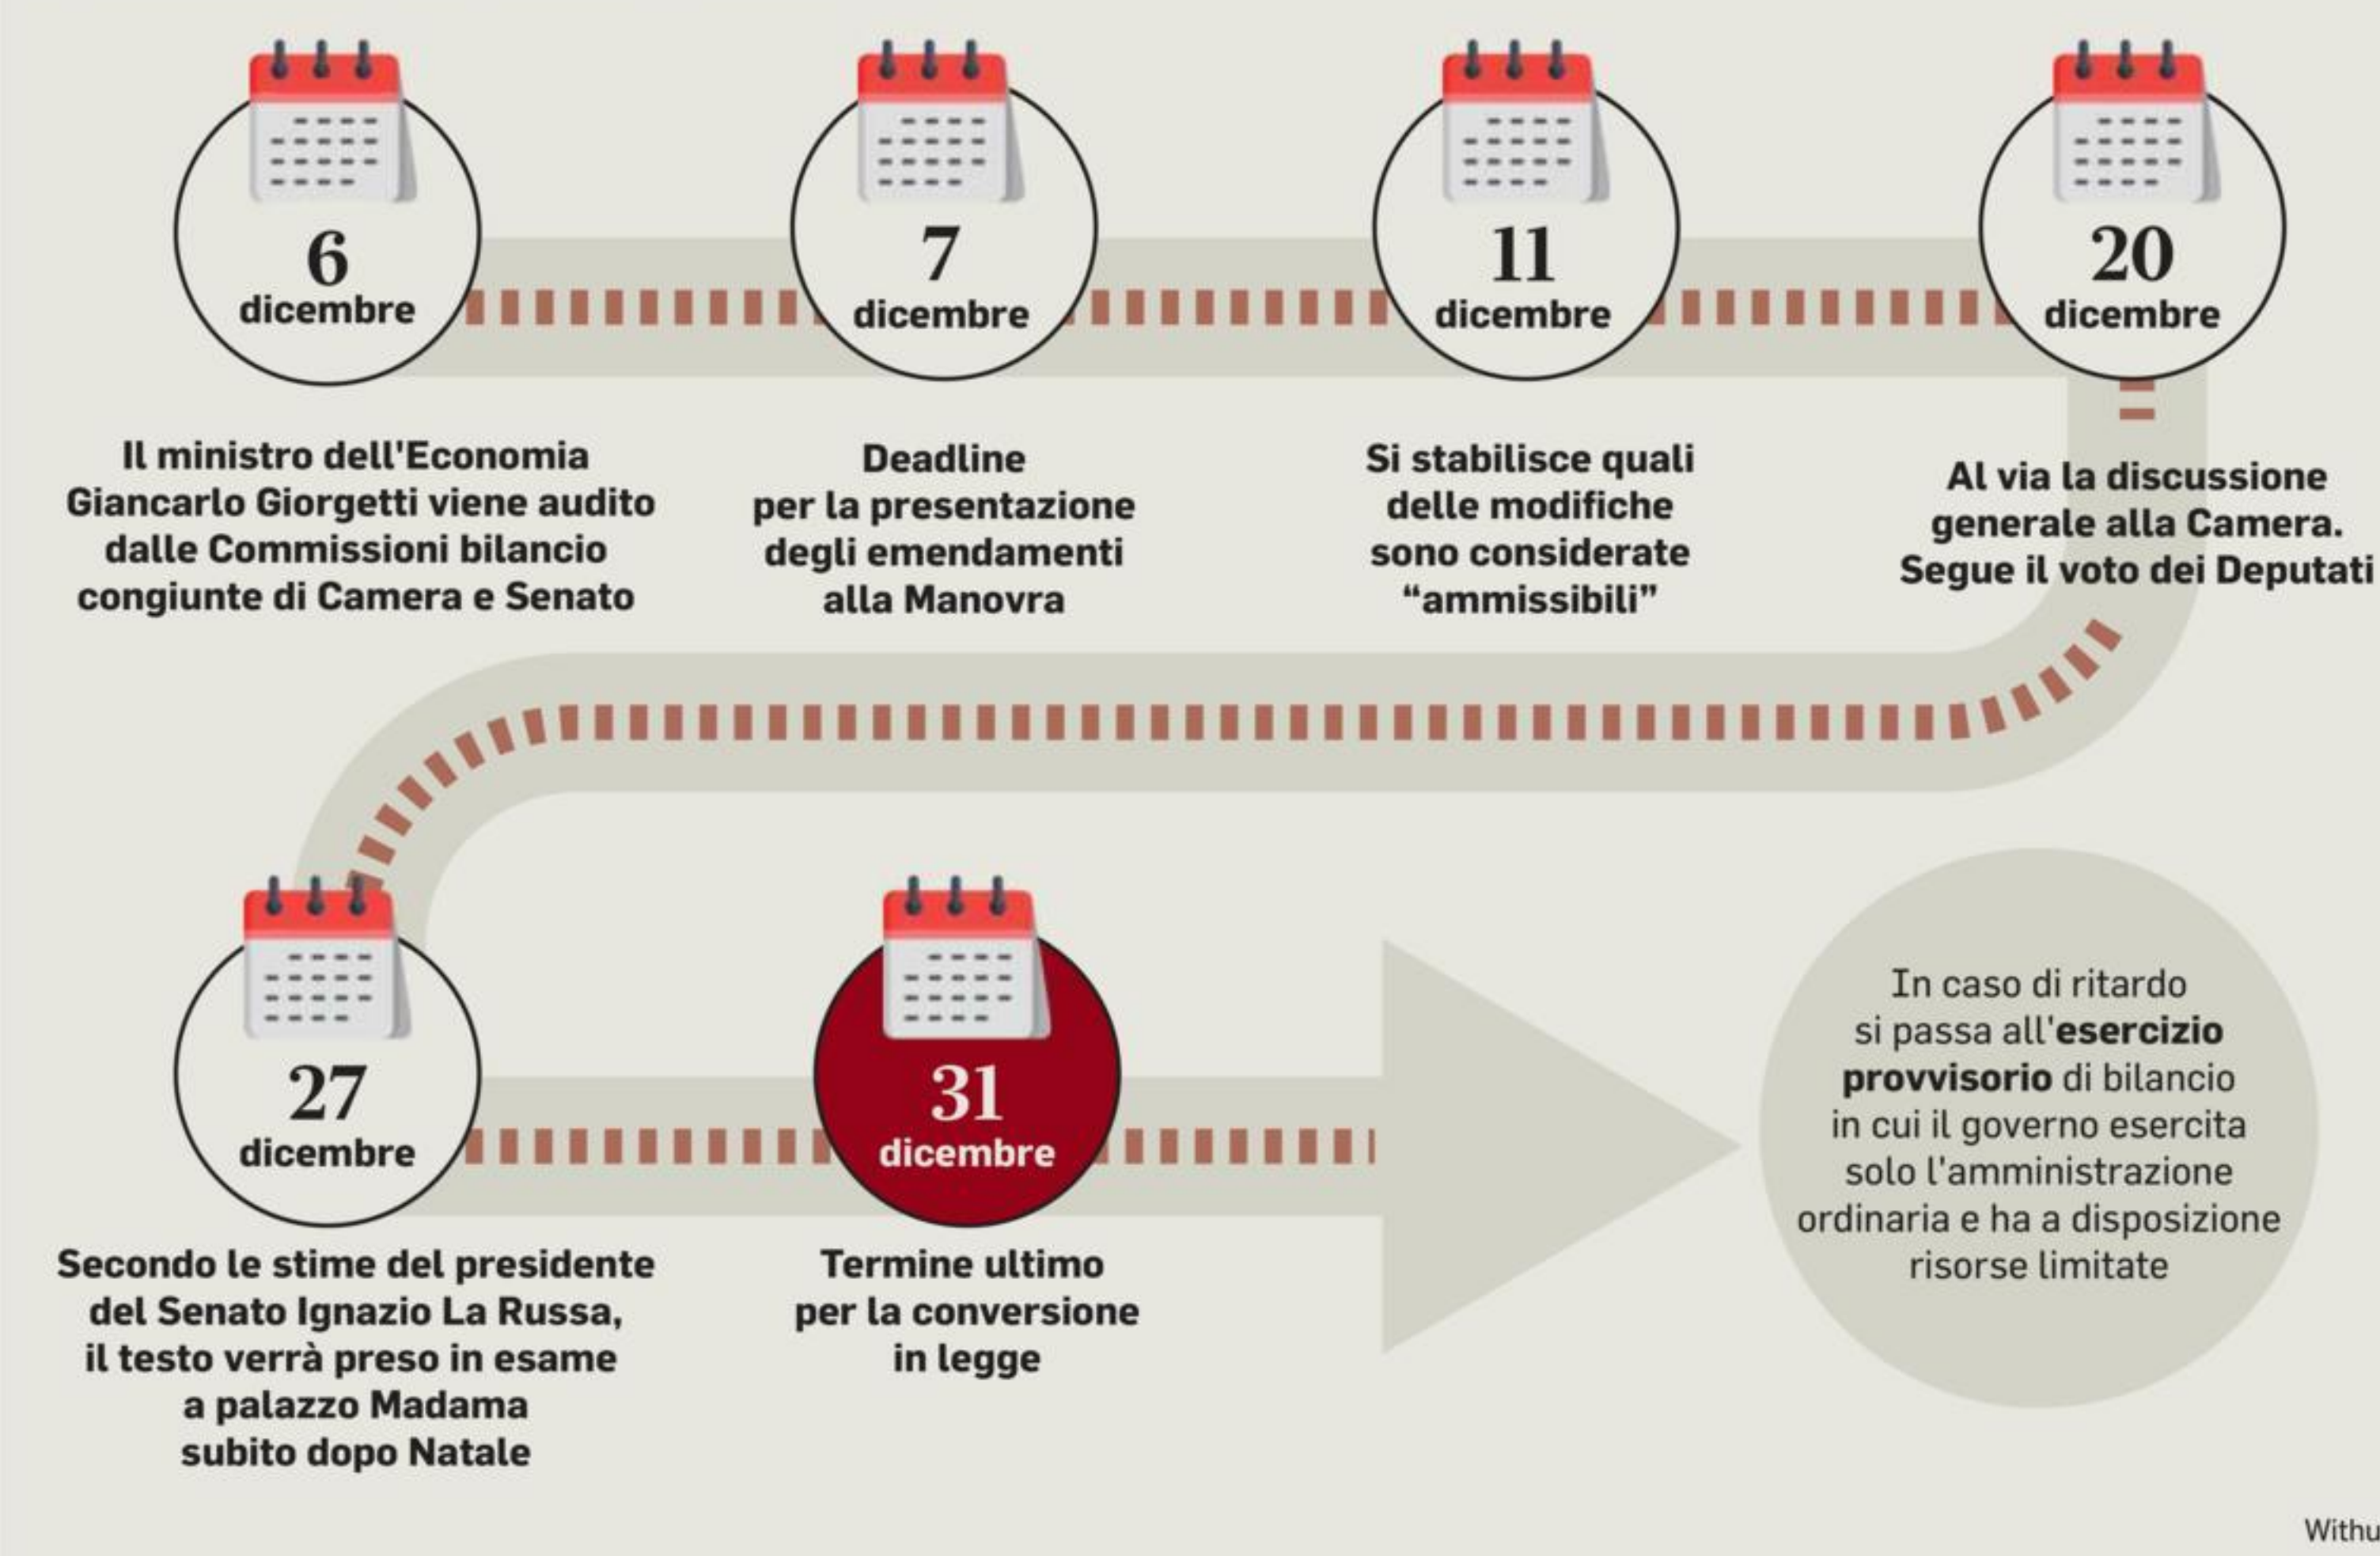 6
dicembre
Il ministro dell'Economia
Giancarlo Giorgetti viene audito
dalle Commissioni bilancio
congiunte di Camera e Senato
7
dicembre
Deadline
per la presentazione
degli emendamenti
alla Manovra
11
dicembre
Si stabilisce quali
delle modifiche
sono considerate
“ammissibili”
20
dicembre
Al via la discussione
generale alla Camera.
Segue il voto dei Deputati
27
dicembre
Secondo le stime del presidente
del Senato Ignazio La Russa,
il testo verrà preso in esame
a palazzo Madama
subito dopo Natale
31
dicembre
Termine ultimo
per la conversione
in legge
In caso di ritardo
si passa all'esercizio
provvisorio di bilancio
in cui il governo esercita
solo l'amministrazione
ordinaria e ha a disposizione
risorse limitate
Withu